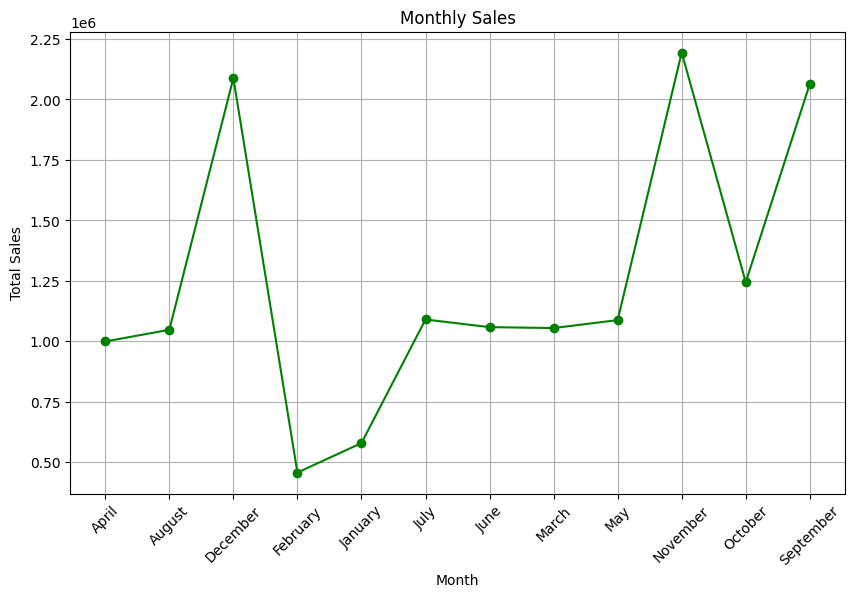 Monthly Sales
1e6
2.25
2.00
1.75
1.50
1.25
1.00
0.75
0.50
Total Sales
April
August
December
February
January
July
June
March
May
November
October
September
Month